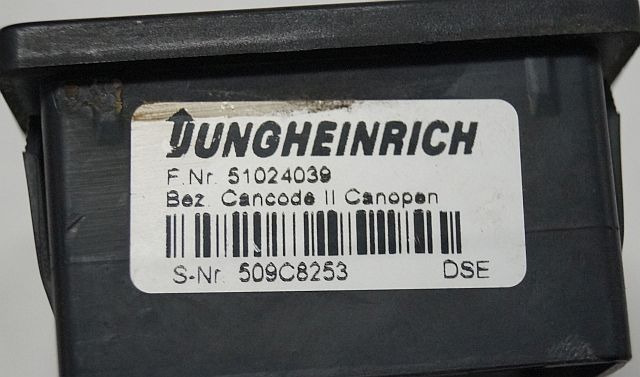 JUNGHEINRICH
F.Nr. 51024039
Bez. Cancode II Canopen
S-Nr. 509C8253 DSE